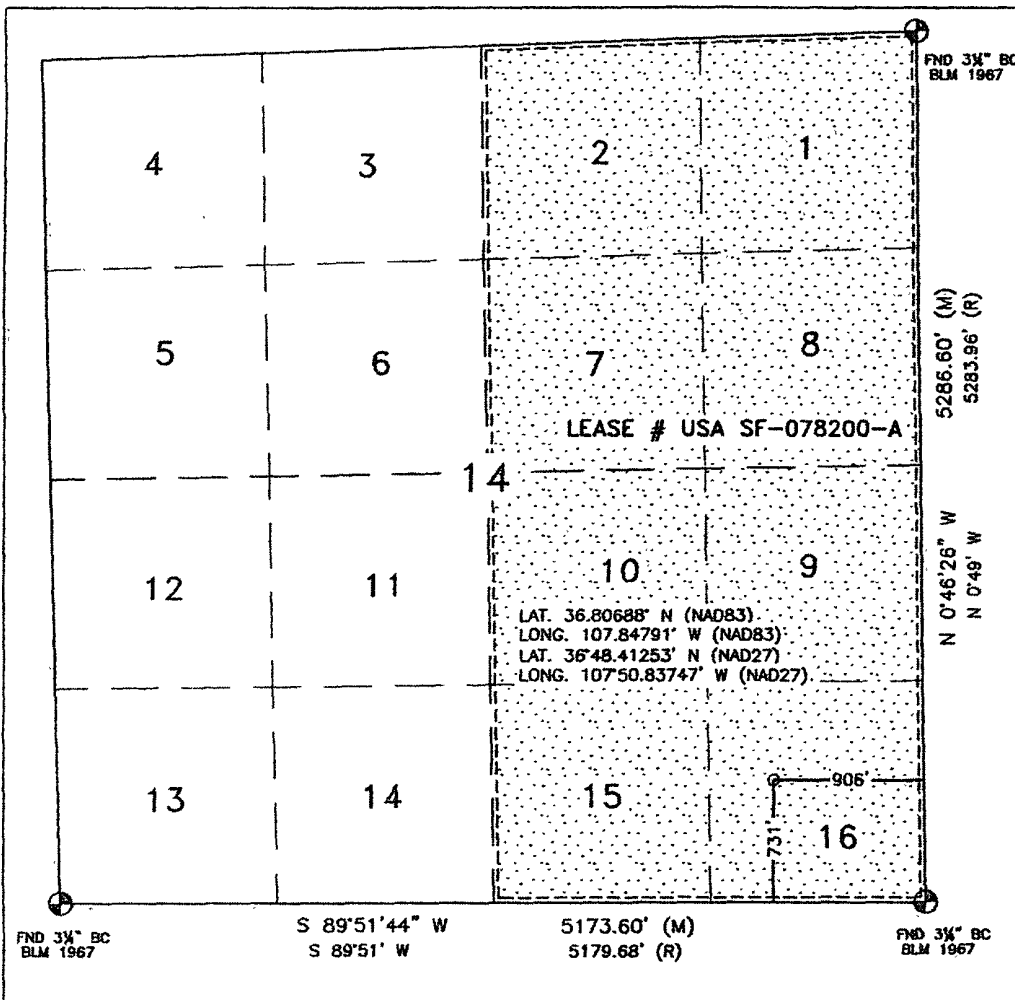 FND 3¼" BC
BLM 1967
4
3
2
1
5
6
7
8
LEASE # USA SF-078200-A
5286.60' (M)
5283.96' (R)
14
12
11
10
9
N 0°46'26" W
N 0°49' W
LAT. 36.80688° N (NAD83)
LONG. 107.84791° W (NAD83)
LAT. 36°48.41253' N (NAD27)
LONG. 107°50.83747' W (NAD27)
13
14
15
906'
731'
16
FND 3¼" BC
BLM 1967
S 89°51'44" W
5173.60' (M)
S 89°51' W
5179.68' (R)
FND 3¼" BC
BLM 1967